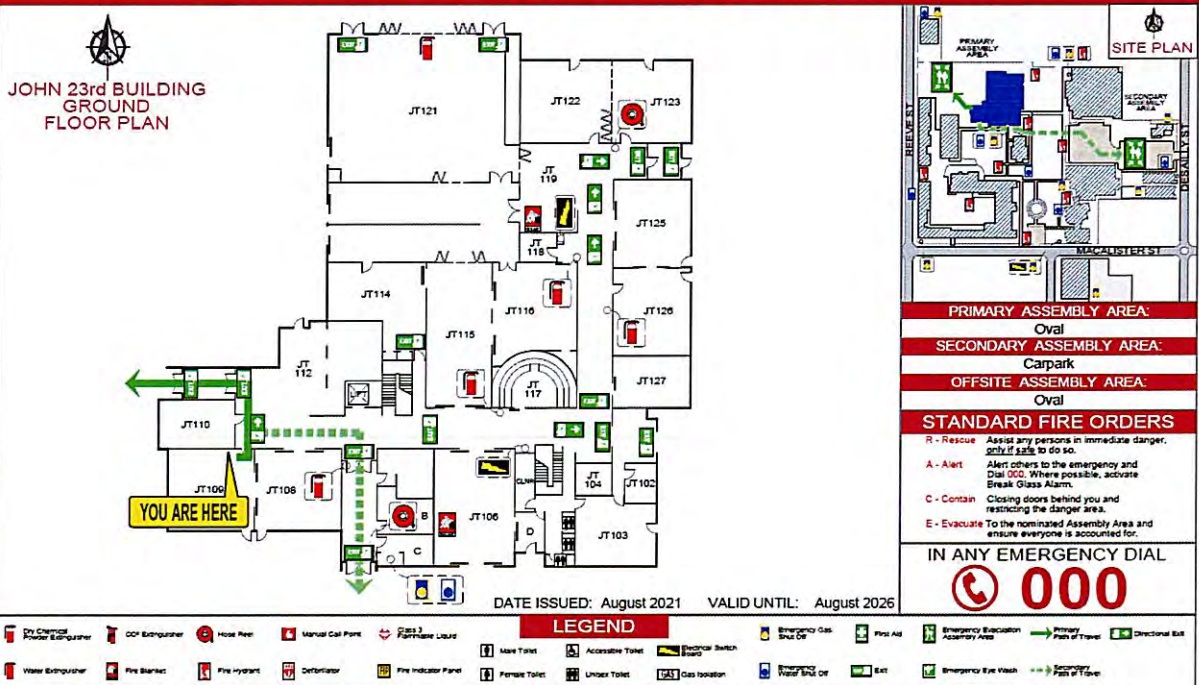 JOHN 23rd BUILDING
GROUND
FLOOR PLAN
JT121
JT122
JT123
JT
119
JT125
JT
118
JT114
JT116
JT126
JT115
JT
112
JT
117
JT127
JT110
JT109
JT108
YOU ARE HERE
B
C
JT106
CLNR
D
JT
104
JT102
JT103
DATE ISSUED: August 2021 VALID UNTIL: August 2026
SITE PLAN
PRIMARY
ASSEMBLY
AREA
SECONDARY
ASSEMBLY
AREA
REEVE ST
DESAILLY ST
MACALISTER ST
PRIMARY ASSEMBLY AREA:
Oval
SECONDARY ASSEMBLY AREA:
Carpark
OFFSITE ASSEMBLY AREA:
Oval
STANDARD FIRE ORDERS
R - Rescue Assist any persons in immediate danger,
only if safe to do so.
A - Alert Alert others to the emergency and
Dial 000. Where possible, activate
Break Glass Alarm.
C - Contain Closing doors behind you and
restricting the danger area.
E - Evacuate To the nominated Assembly Area and
ensure everyone is accounted for.
IN ANY EMERGENCY DIAL
000
LEGEND
Dry Chemical
Powder Extinguisher
CO² Extinguisher
Hose Reel
Manual Call Point
Class 3
Flammable Liquid
Male Toilet
Accessible Toilet
Electrical Switch
Board
Emergency Gas
Shut Off
First Aid
Emergency Evacuation
Assembly Area
Primary
Path of Travel
Directional Exit
Water Extinguisher
Fire Blanket
Fire Hydrant
Defibrillator
Fire Indicator Panel
Female Toilet
Unisex Toilet
GAS Gas Isolation
Emergency
Water Shut Off
Exit
Emergency Eye Wash
Secondary
Path of Travel